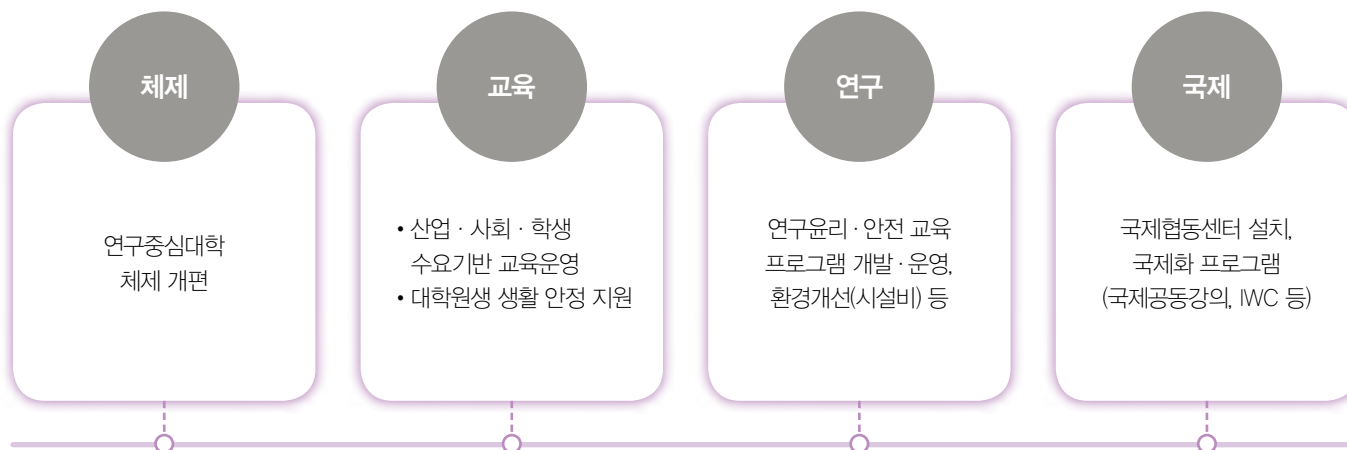 체제
연구중심대학
체제 개편
교육
• 산업 · 사회 · 학생
수요기반 교육운영
• 대학원생 생활 안정 지원
연구
연구윤리 · 안전 교육
프로그램 개발 · 운영,
환경개선(시설비) 등
국제
국제협동센터 설치,
국제화 프로그램
(국제공동강의, IWC 등)